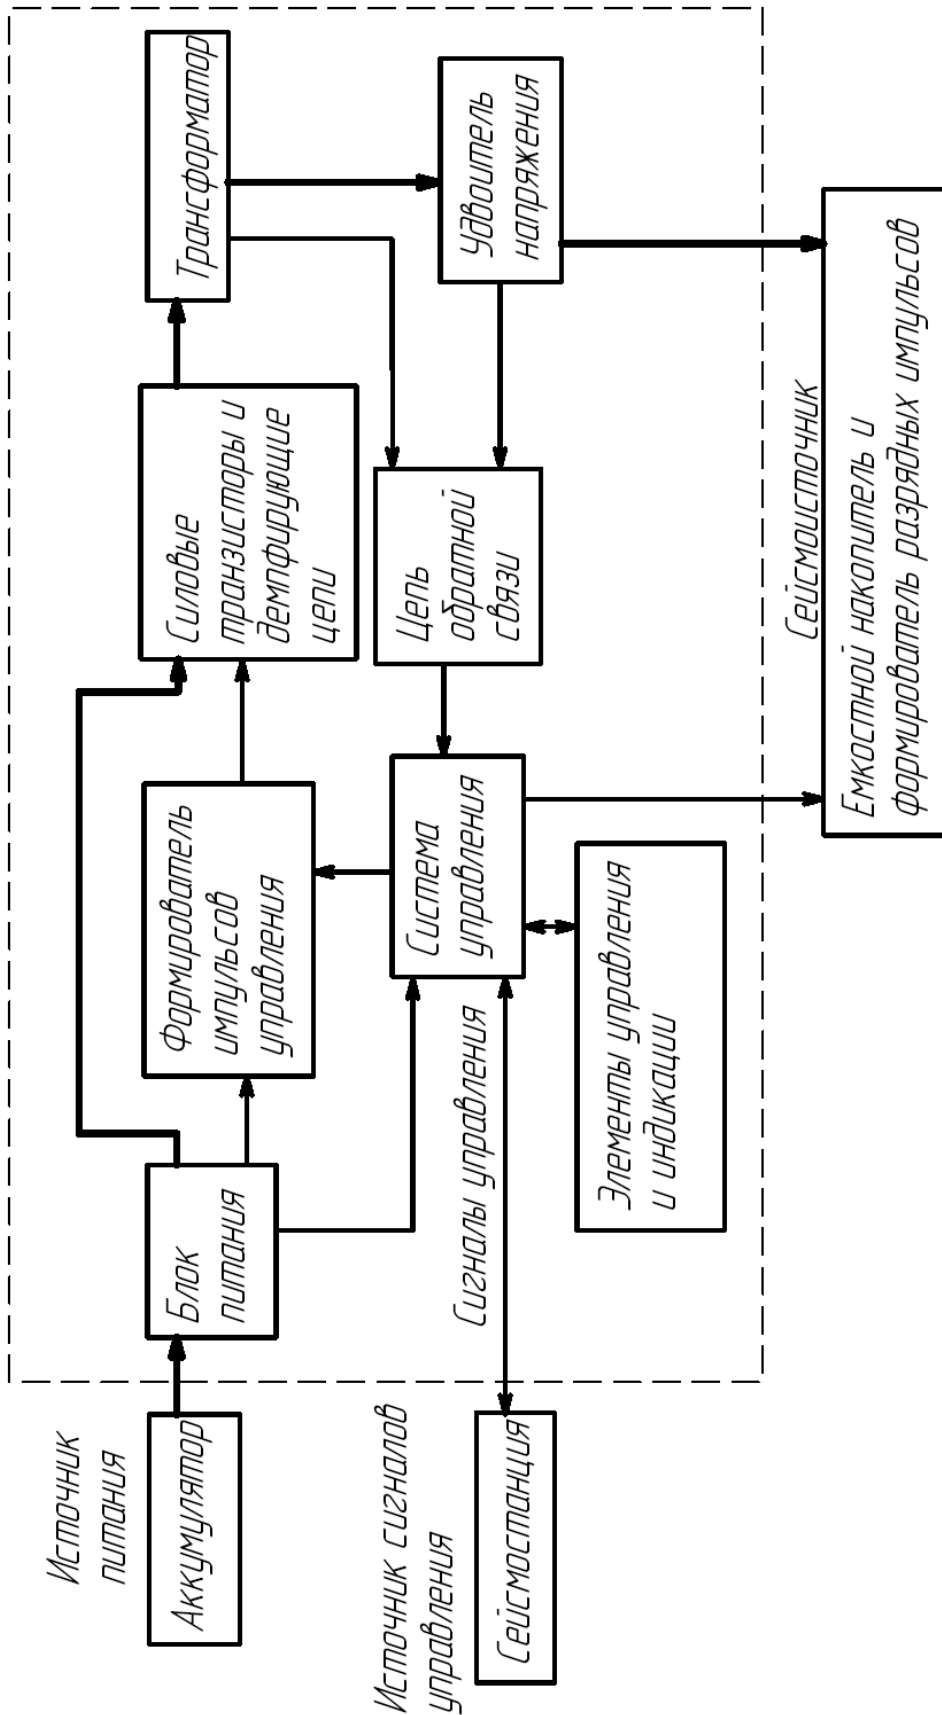 Источник
питания
Аккумулятор
Блок
питания
Формирователь
импульсов
управления
Силовые
транзисторы и
демпфирующие
цепи
Трансформатор
Источник сигналов
управления
Сейсмостанция
Сигналы управления
Система
управления
Цепь
обратной
связи
Удвоитель
напряжения
Элементы управления
и индикации
Сейсмоисточник
Емкостной накопитель и
формирователь разрядных импульсов